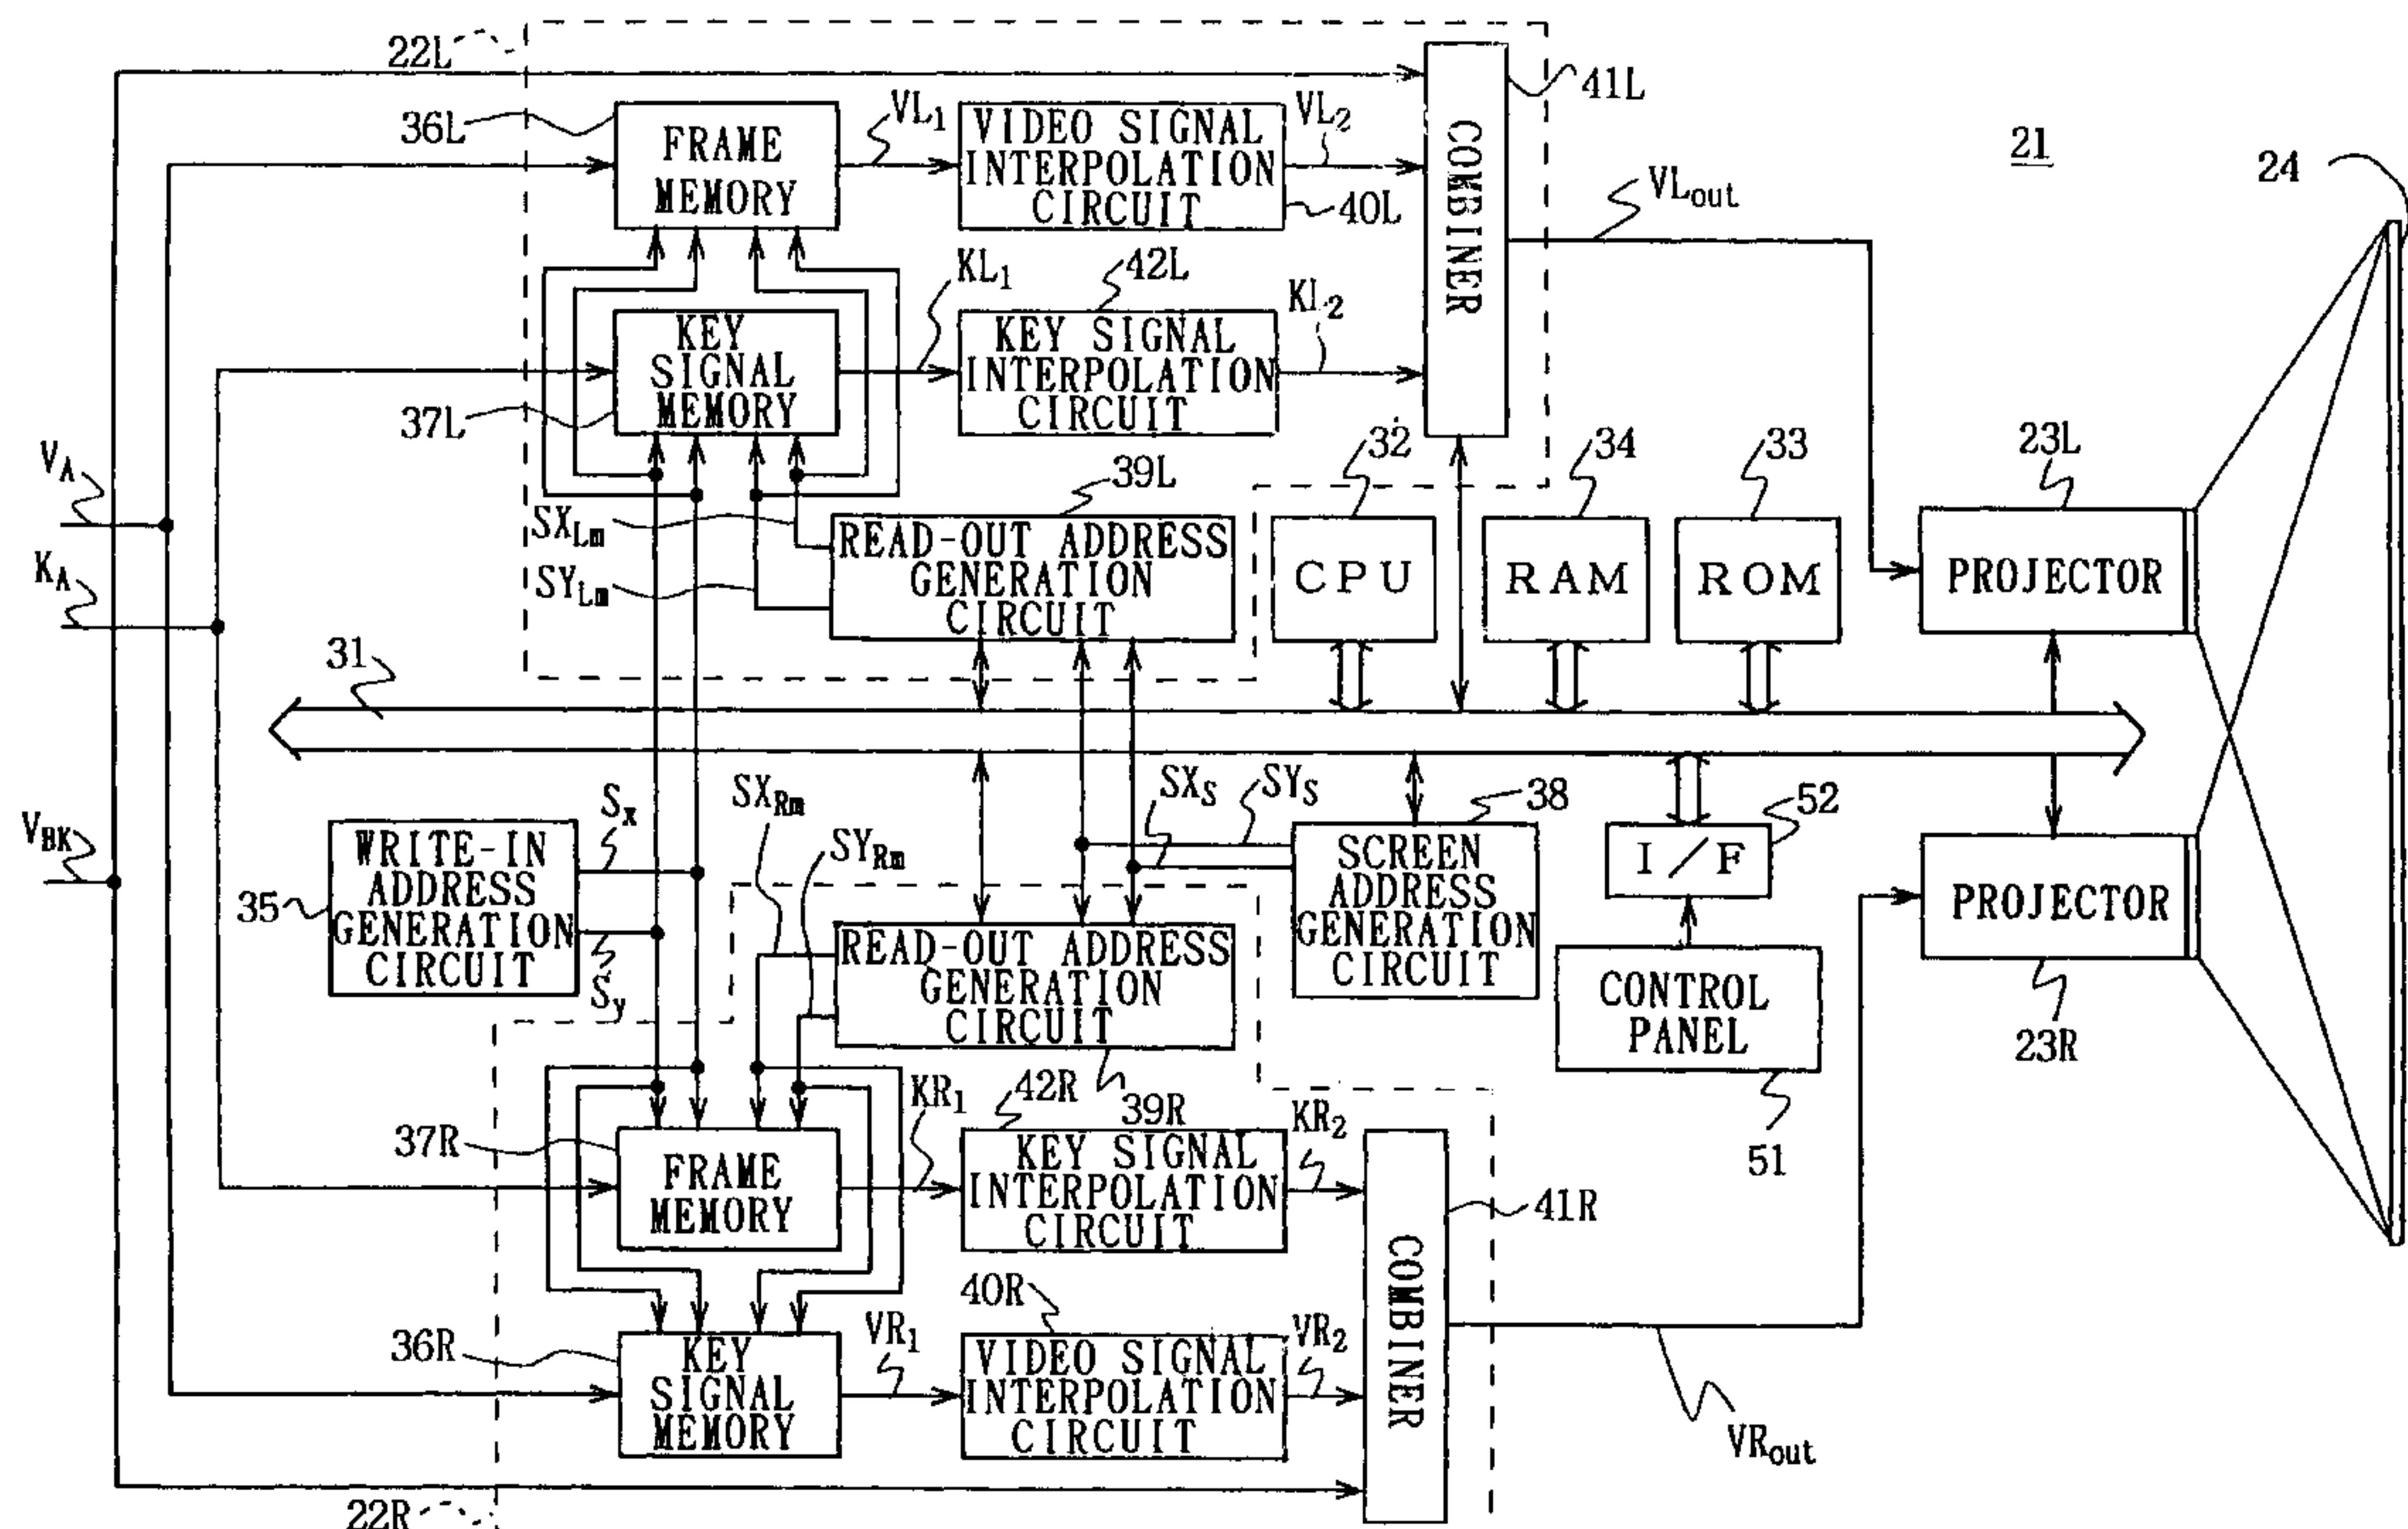 22L
41L
36L
FRAME
MEMORY
VL1
VIDEO SIGNAL
INTERPOLATION
CIRCUIT
40L
VL2
COMBINER
21
24
VLout
KL1
42L
KL2
KEY
SIGNAL
MEMORY
37L
KEY SIGNAL
INTERPOLATION
CIRCUIT
VA
KA
SXLm
SYLm
39L
READ-OUT ADDRESS
GENERATION
CIRCUIT
32
CPU
34
RAM
33
ROM
23L
PROJECTOR
31
VBK
35
WRITE-IN
ADDRESS
GENERATION
CIRCUIT
Sx
Sy
SXRm
SYRm
SXS
SYS
38
SCREEN
ADDRESS
GENERATION
CIRCUIT
52
I/F
PROJECTOR
23R
READ-OUT ADDRESS
GENERATION
CIRCUIT
39R
CONTROL
PANEL
51
37R
FRAME
MEMORY
KR1
42R
KEY SIGNAL
INTERPOLATION
CIRCUIT
KR2
41R
COMBINER
36R
KEY
SIGNAL
MEMORY
VR1
40R
VIDEO SIGNAL
INTERPOLATION
CIRCUIT
VR2
VRout
22R